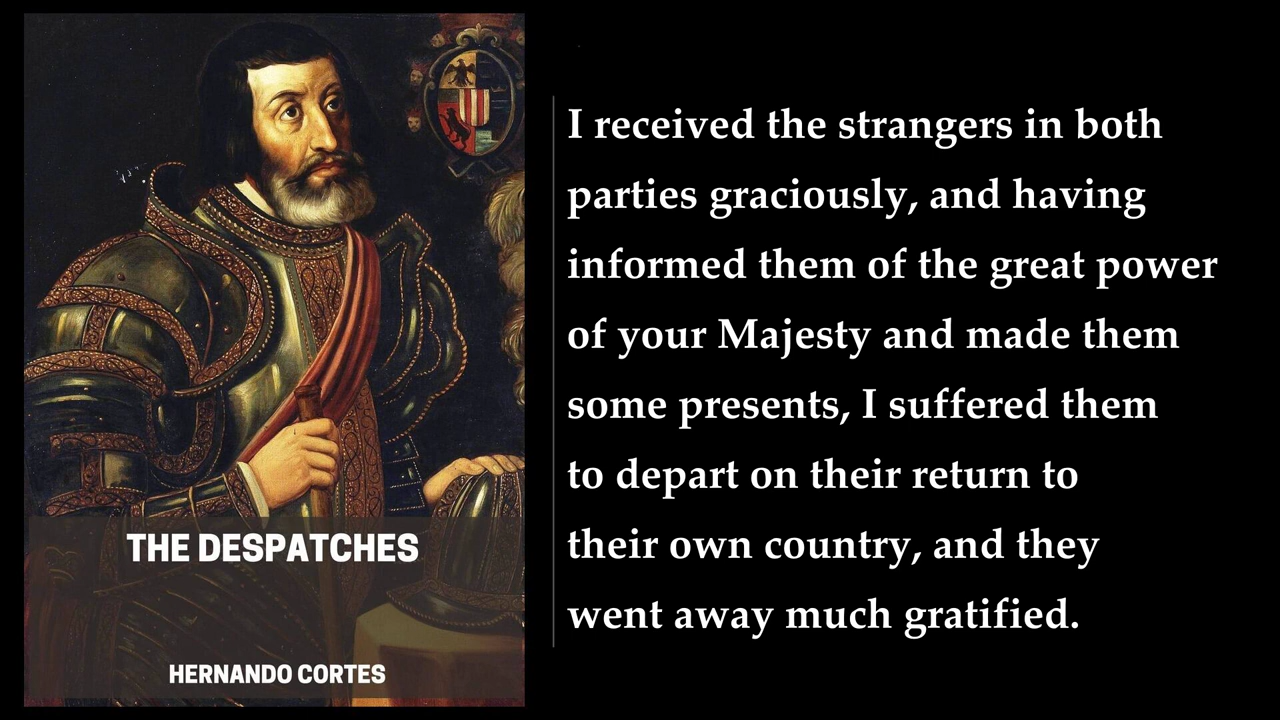 THE DESPATCHES
HERNANDO CORTES
I received the strangers in both
parties graciously, and having
informed them of the great power
of your Majesty and made them
some presents, I suffered them
to depart on their return to
their own country, and they
went away much gratified.